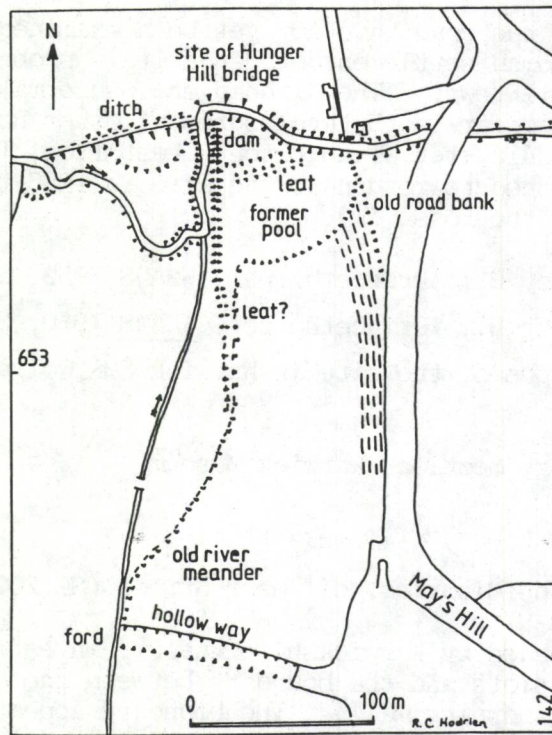 N
site of Hunger
Hill bridge
ditch
dam
leat
old road bank
former
pool
leat?
653
old river
meander
May's Hill
hollow way
ford
0 100m
R.C. Hodrien
142